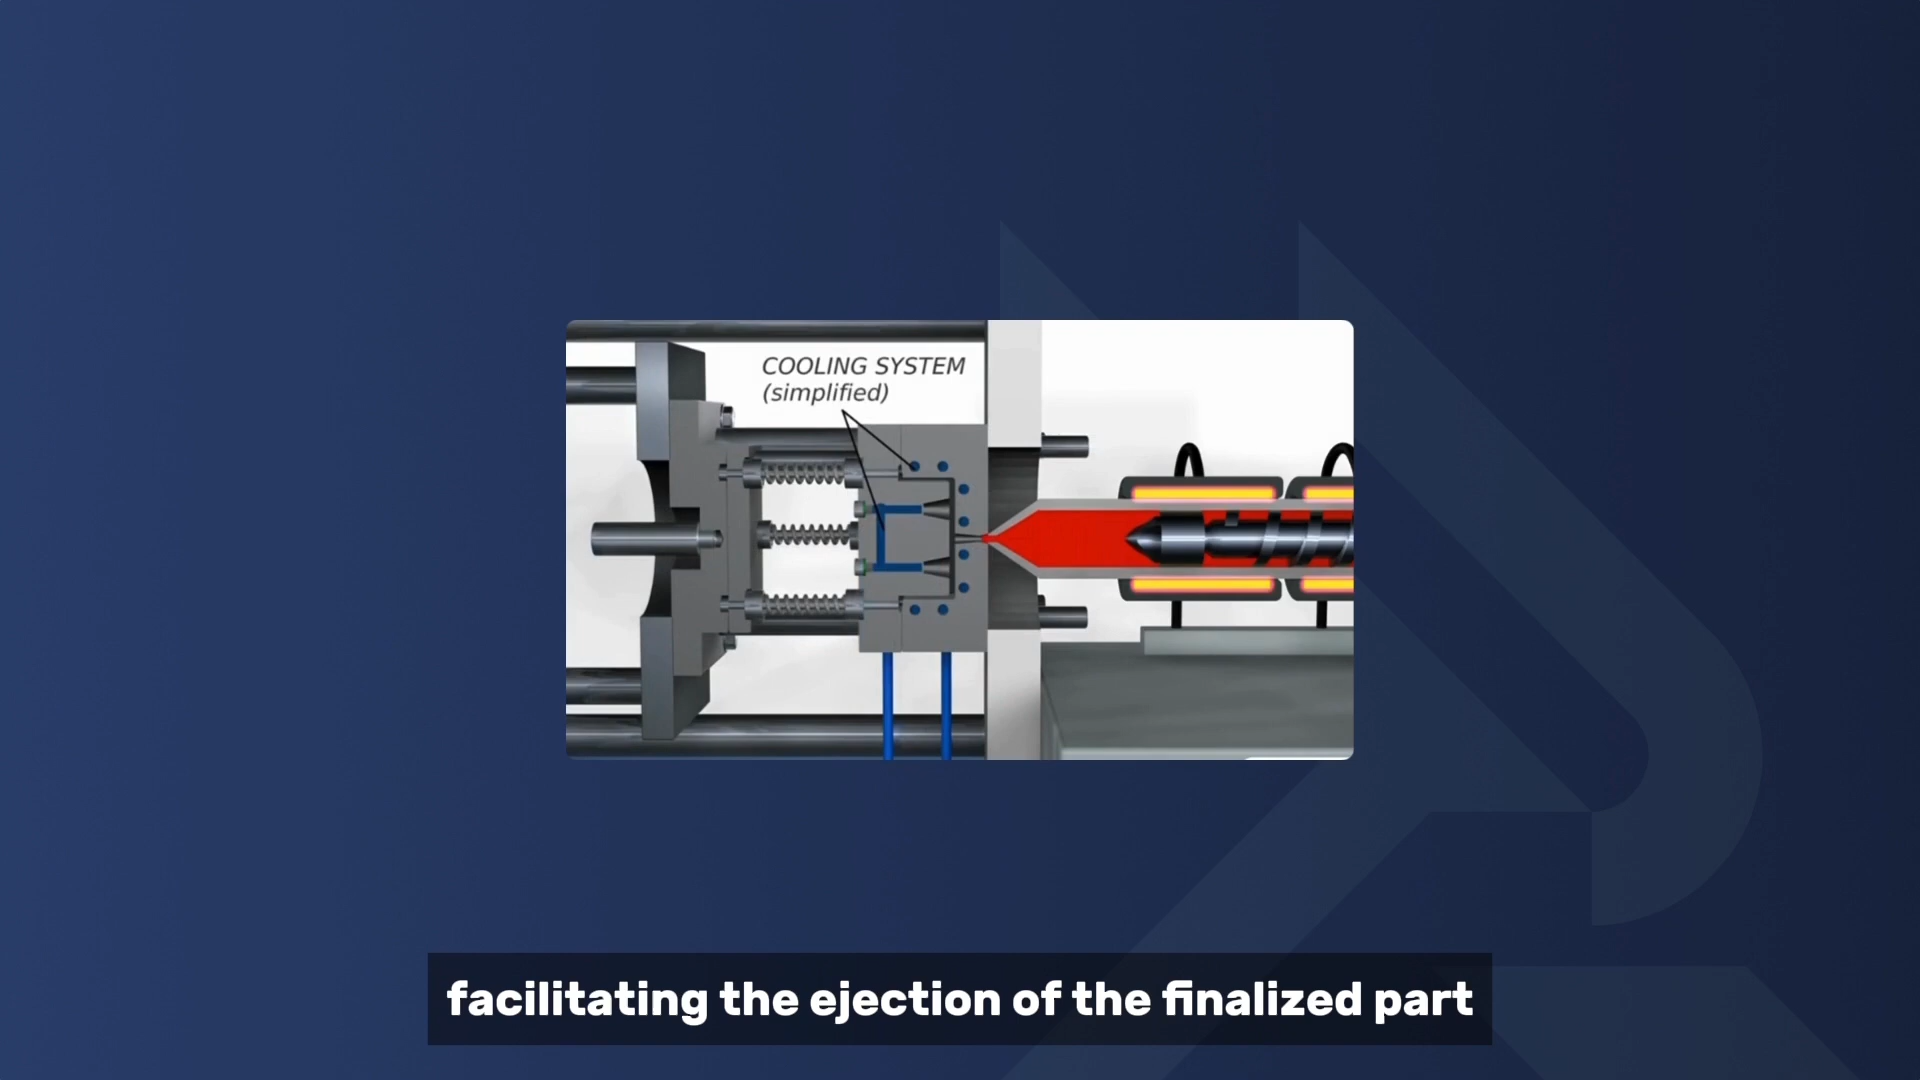 COOLING SYSTEM
(simplified)
facilitating the ejection of the finalized part